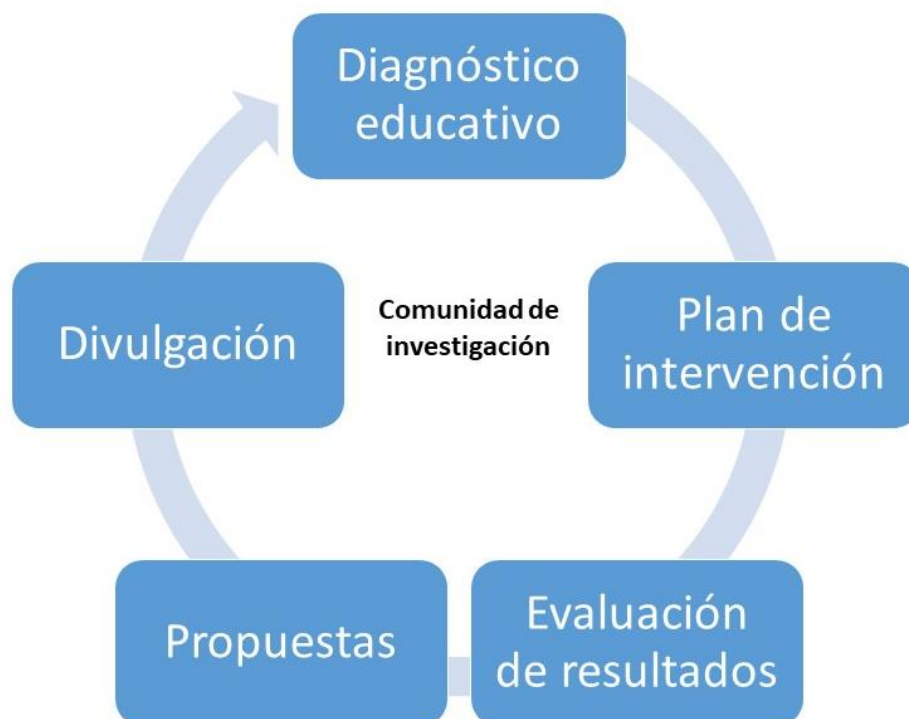 Diagnóstico
educativo
Plan de
intervención
Evaluación
de resultados
Propuestas
Divulgación
Comunidad de
investigación